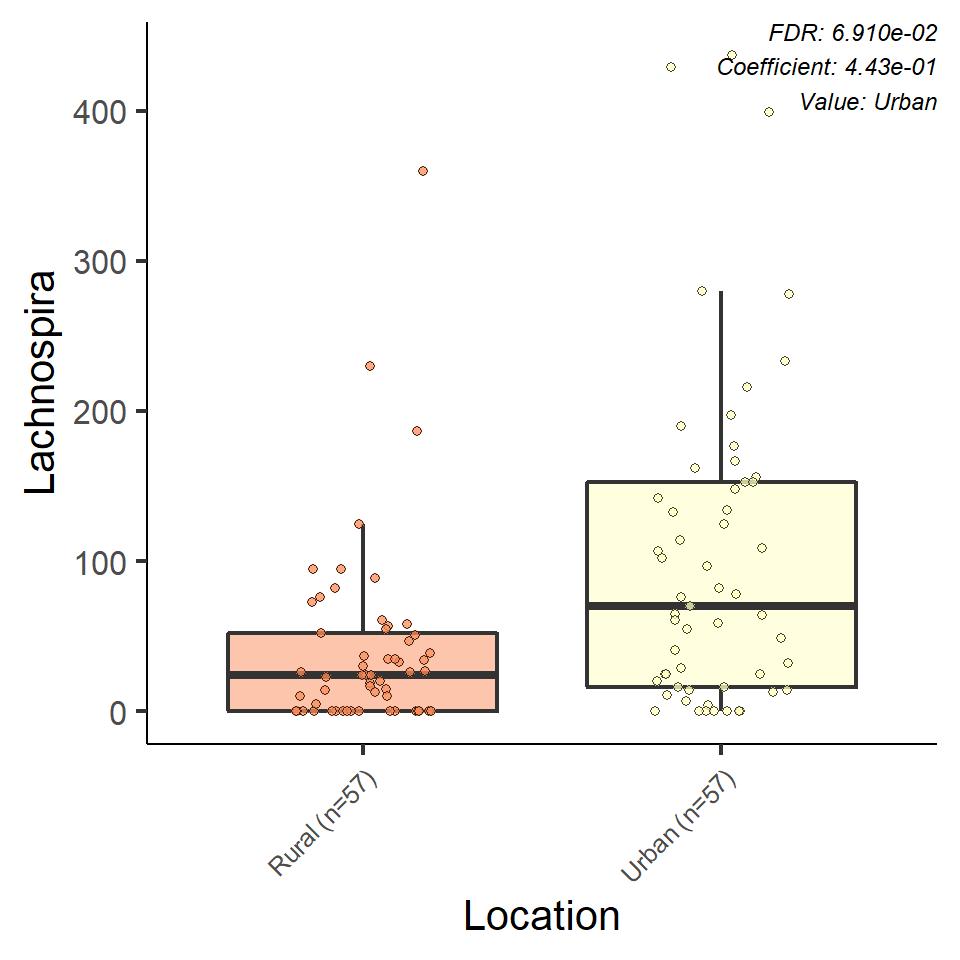 FDR: 6.910e-02
Coefficient: 4.43e-01
Value: Urban
400
300
200
100
0
Lachnospira
Rural (n=57)
Urban (n=57)
Location